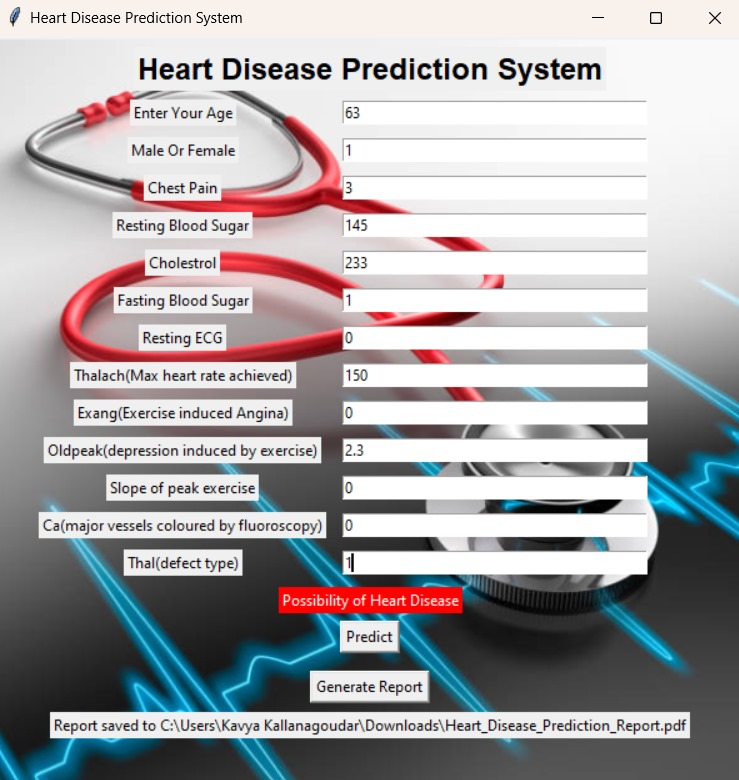 Heart Disease Prediction System
Heart Disease Prediction System
Enter Your Age 63
Male Or Female 1
Chest Pain 3
Resting Blood Sugar 145
Cholestrol 233
Fasting Blood Sugar 1
Resting ECG 0
Thalach(Max heart rate achieved) 150
Exang(Exercise induced Angina) 0
Oldpeak(depression induced by exercise) 2.3
Slope of peak exercise 0
Ca(major vessels coloured by fluoroscopy) 0
Thal(defect type) 1
Possibility of Heart Disease
Predict
Generate Report
Report saved to C:\Users\Kavya Kallanagoudar\Downloads\Heart_Disease_Prediction_Report.pdf